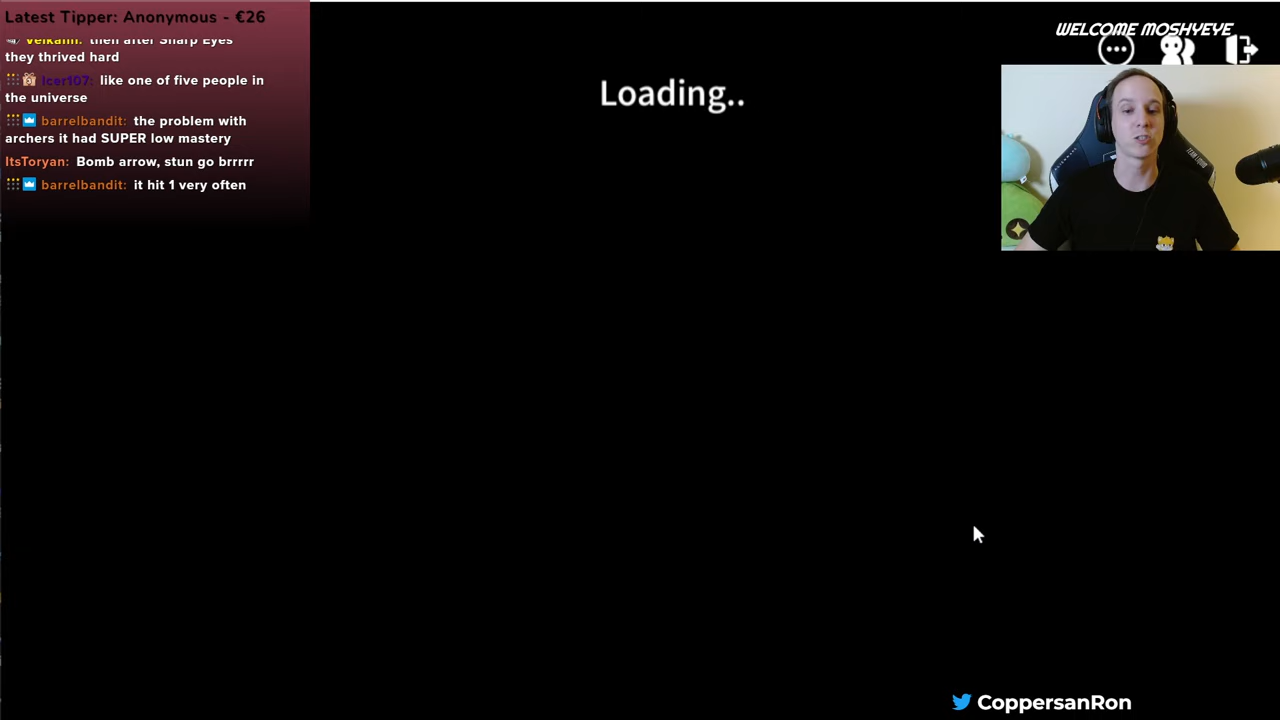 Latest Tipper: Anonymous - €26
Velkann: then after Sharp Eyes
they thrived hard
Icer107: like one of five people in
the universe
barrelbandit: the problem with
archers it had SUPER low mastery
ItsToryan: Bomb arrow, stun go brrrrr
barrelbandit: it hit 1 very often
Loading..
WELCOME MOSHYEYE
CoppersanRon